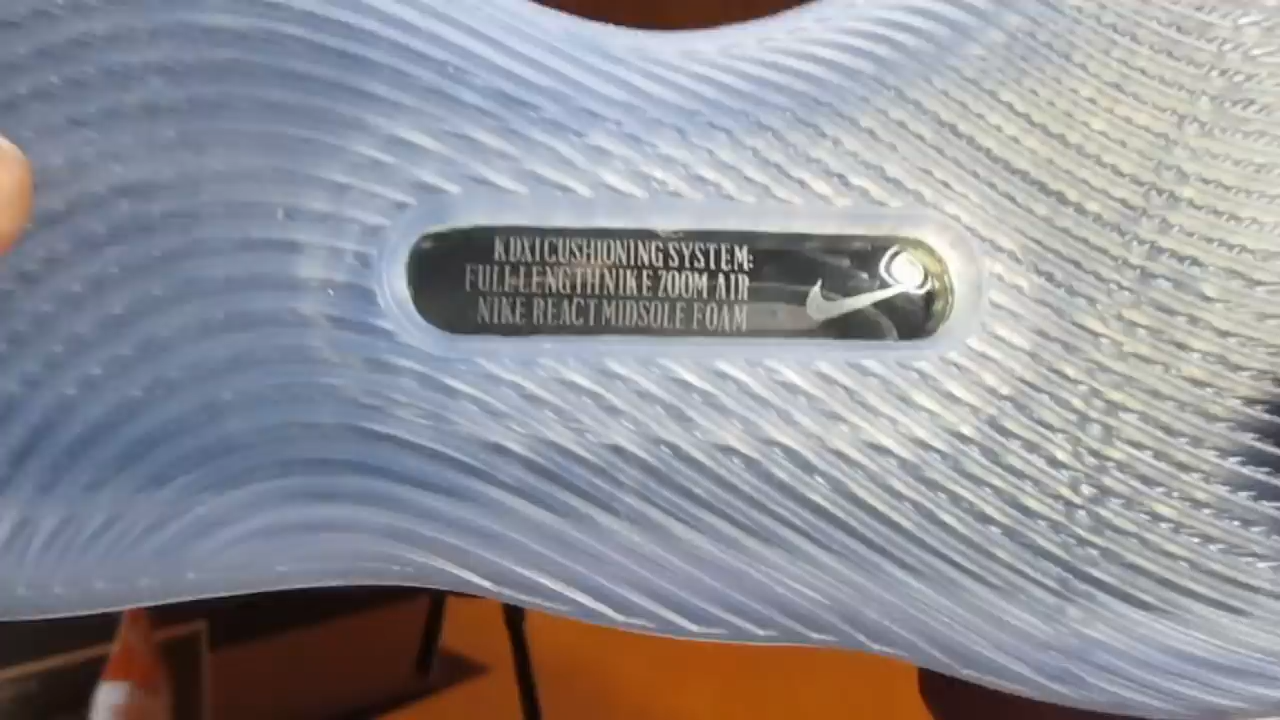 KDXI CUSHIONING SYSTEM:
FULL-LENGTH NIKE ZOOM AIR
NIKE REACT MIDSOLE FOAM